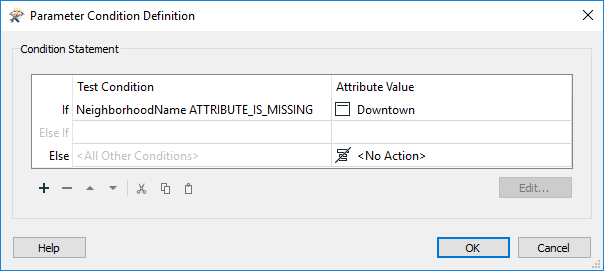 Parameter Condition Definition
Condition Statement
Test Condition Attribute Value
If NeighborhoodName ATTRIBUTE_IS_MISSING Downtown
Else If
Else <All Other Conditions> <No Action>
Edit...
Help OK Cancel